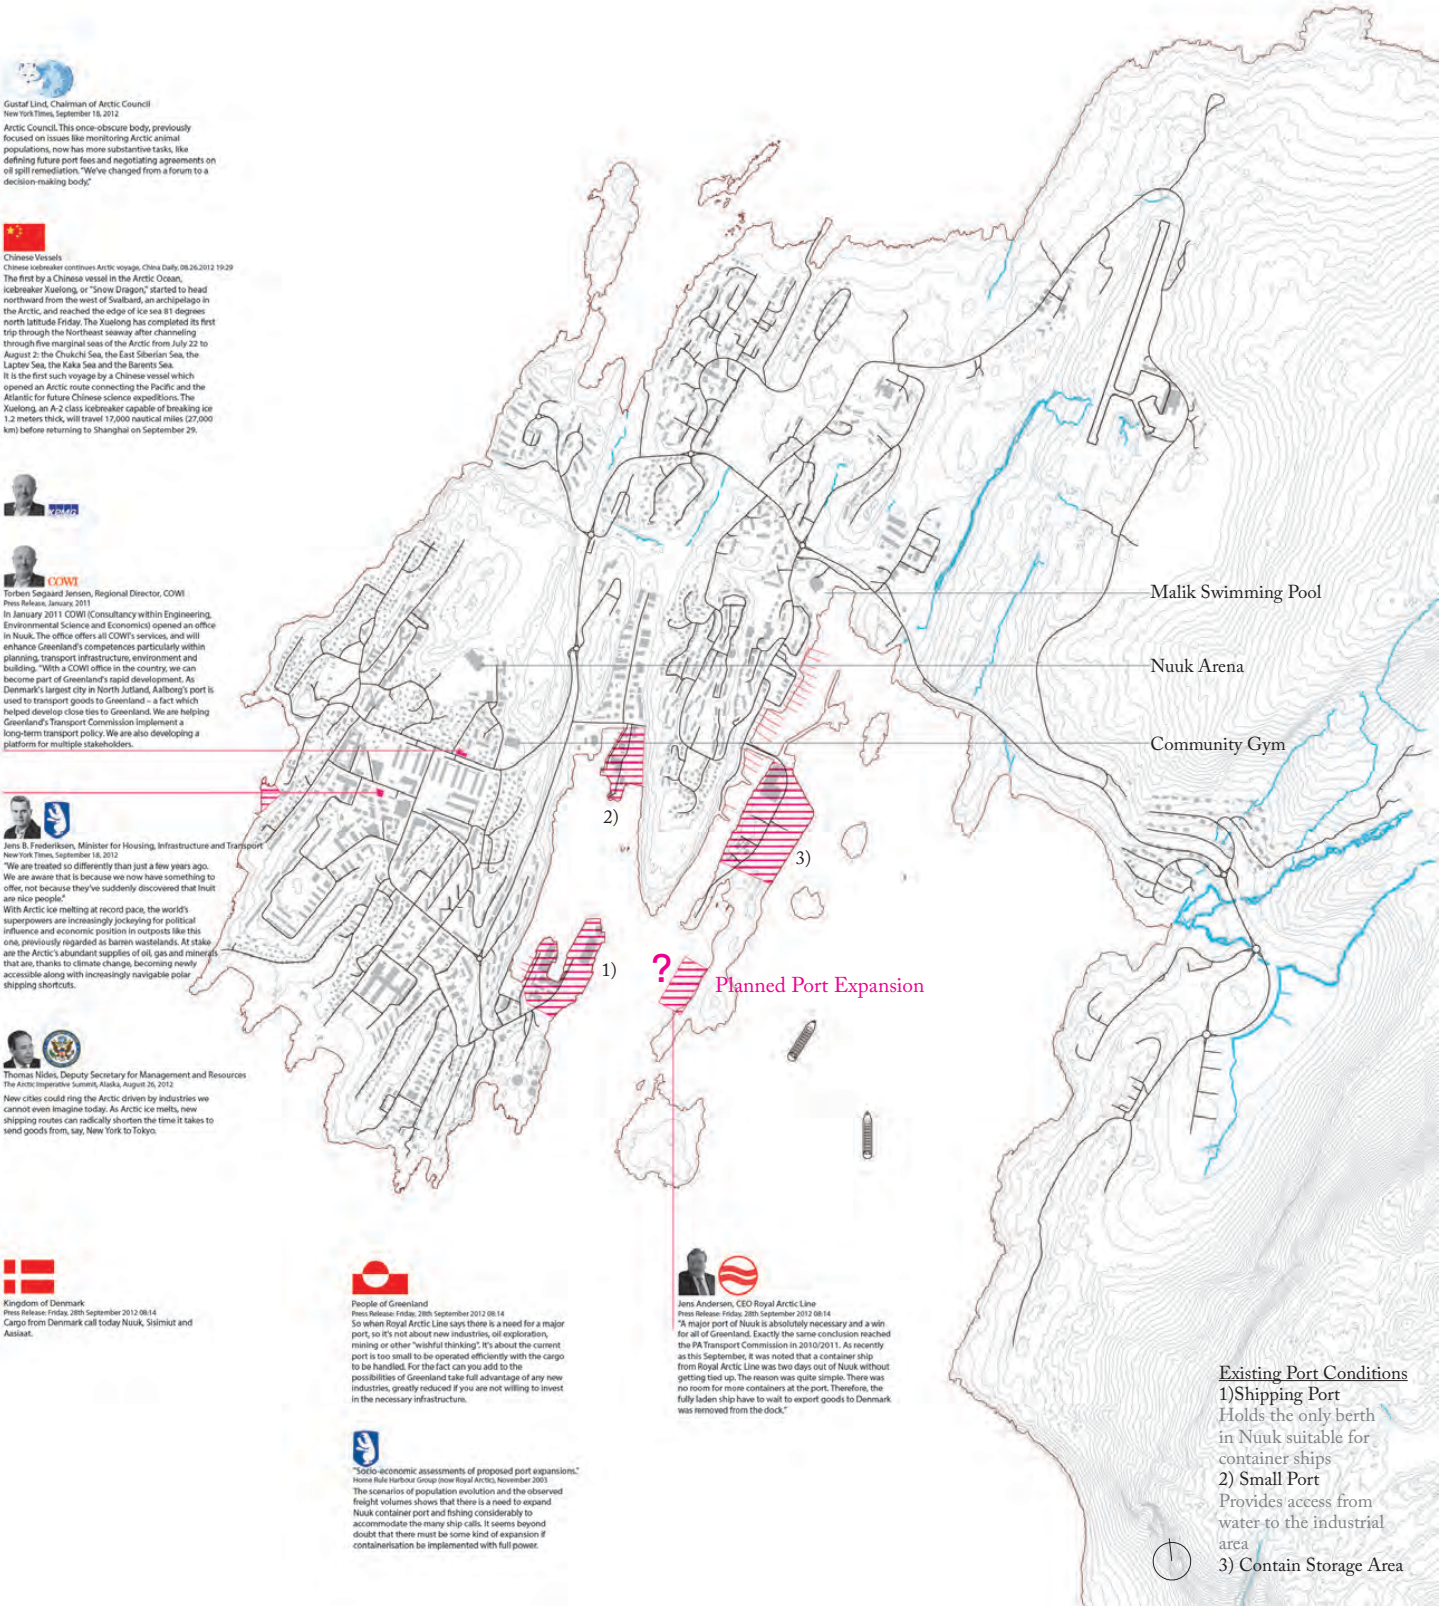 Gustaf Lind, Chairman of Arctic Council
New York Times, September 18, 2012
Arctic Council. This once-obscure body, previously
focused on issues like monitoring Arctic animal
populations, now has more substantive tasks, like
defining future port fees and negotiating agreements on
oil spill remediation. "We've changed from a forum to a
decision-making body,"
Chinese Vessels
Chinese icebreaker continues Arctic voyage, China Daily, 08.26.2012 19:29
The first by a Chinese vessel in the Arctic Ocean,
icebreaker Xuelong, or "Snow Dragon," started to head
northward from the west of Svalbard, an archipelago in
the Arctic, and reached the edge of ice sea 81 degrees
north latitude Friday. The Xuelong has completed its first
trip through the Northeast seaway after channeling
through five marginal seas of the Arctic from July 22 to
August 2: the Chukchi Sea, the East Siberian Sea, the
Laptev Sea, the Kaka Sea and the Barents Sea.
It is the first such voyage by a Chinese vessel which
opened an Arctic route connecting the Pacific and the
Atlantic for future Chinese science expeditions. The
Xuelong, an A-2 class icebreaker capable of breaking ice
1.2 meters thick, will travel 17,000 nautical miles (27,000
km) before returning to Shanghai on September 29.
KPMG
COWI
Torben Søgaard Jensen, Regional Director, COWI
Press Release, January, 2011
In January 2011 COWI (Consultancy within Engineering,
Environmental Science and Economics) opened an office
in Nuuk. The office offers all COWI's services, and will
enhance Greenland's competences particularly within
planning, transport infrastructure, environment and
building. "With a COWI office in the country, we can
become part of Greenland's rapid development. As
Denmark's largest city in North Jutland, Aalborg's port is
used to transport goods to Greenland – a fact which
helped develop close ties to Greenland. We are helping
Greenland's Transport Commission implement a
long-term transport policy. We are also developing a
platform for multiple stakeholders.
Jens B. Frederiksen, Minister for Housing, Infrastructure and Transport
New York Times, September 18, 2012
"We are treated so differently than just a few years ago.
We are aware that is because we now have something to
offer, not because they've suddenly discovered that Inuit
are nice people."
With Arctic ice melting at record pace, the world's
superpowers are increasingly jockeying for political
influence and economic position in outposts like this
one, previously regarded as barren wastelands. At stake
are the Arctic's abundant supplies of oil, gas and minerals
that are, thanks to climate change, becoming newly
accessible along with increasingly navigable polar
shipping shortcuts.
Thomas Nides, Deputy Secretary for Management and Resources
The Arctic Imperative Summit, Alaska, August 26, 2012
New cities could ring the Arctic driven by industries we
cannot even imagine today. As Arctic ice melts, new
shipping routes can radically shorten the time it takes to
send goods from, say, New York to Tokyo.
Kingdom of Denmark
Press Release: Friday, 28th September 2012 08:14
Cargo from Denmark call today Nuuk, Sisimiut and
Aasiaat.
People of Greenland
Press Release: Friday, 28th September 2012 08:14
So when Royal Arctic Line says there is a need for a major
port, so it's not about new industries, oil exploration,
mining or other "wishful thinking". It's about the current
port is too small to be operated efficiently with the cargo
to be handled. For the fact can you add to the
possibilities of Greenland take full advantage of any new
industries, greatly reduced if you are not willing to invest
in the necessary infrastructure.
"Socio-economic assessments of proposed port expansions."
Home Rule Harbour Group (now Royal Arctic), November 2003
The scenarios of population evolution and the observed
freight volumes shows that there is a need to expand
Nuuk container port and fishing considerably to
accommodate the many ship calls. It seems beyond
doubt that there must be some kind of expansion if
containerisation be implemented with full power.
Jens Andersen, CEO Royal Arctic Line
Press Release: Friday, 28th September 2012 08:14
"A major port of Nuuk is absolutely necessary and a win
for all of Greenland. Exactly the same conclusion reached
the PA Transport Commission in 2010/2011. As recently
as this September, it was noted that a container ship
from Royal Arctic Line was two days out of Nuuk without
getting tied up. The reason was quite simple. There was
no room for more containers at the port. Therefore, the
fully laden ship have to wait to export goods to Denmark
was removed from the dock."
Malik Swimming Pool
Nuuk Arena
Community Gym
2)
3)
1)
?
Planned Port Expansion
Existing Port Conditions
1)Shipping Port
Holds the only berth
in Nuuk suitable for
container ships
2) Small Port
Provides access from
water to the industrial
area
3) Contain Storage Area